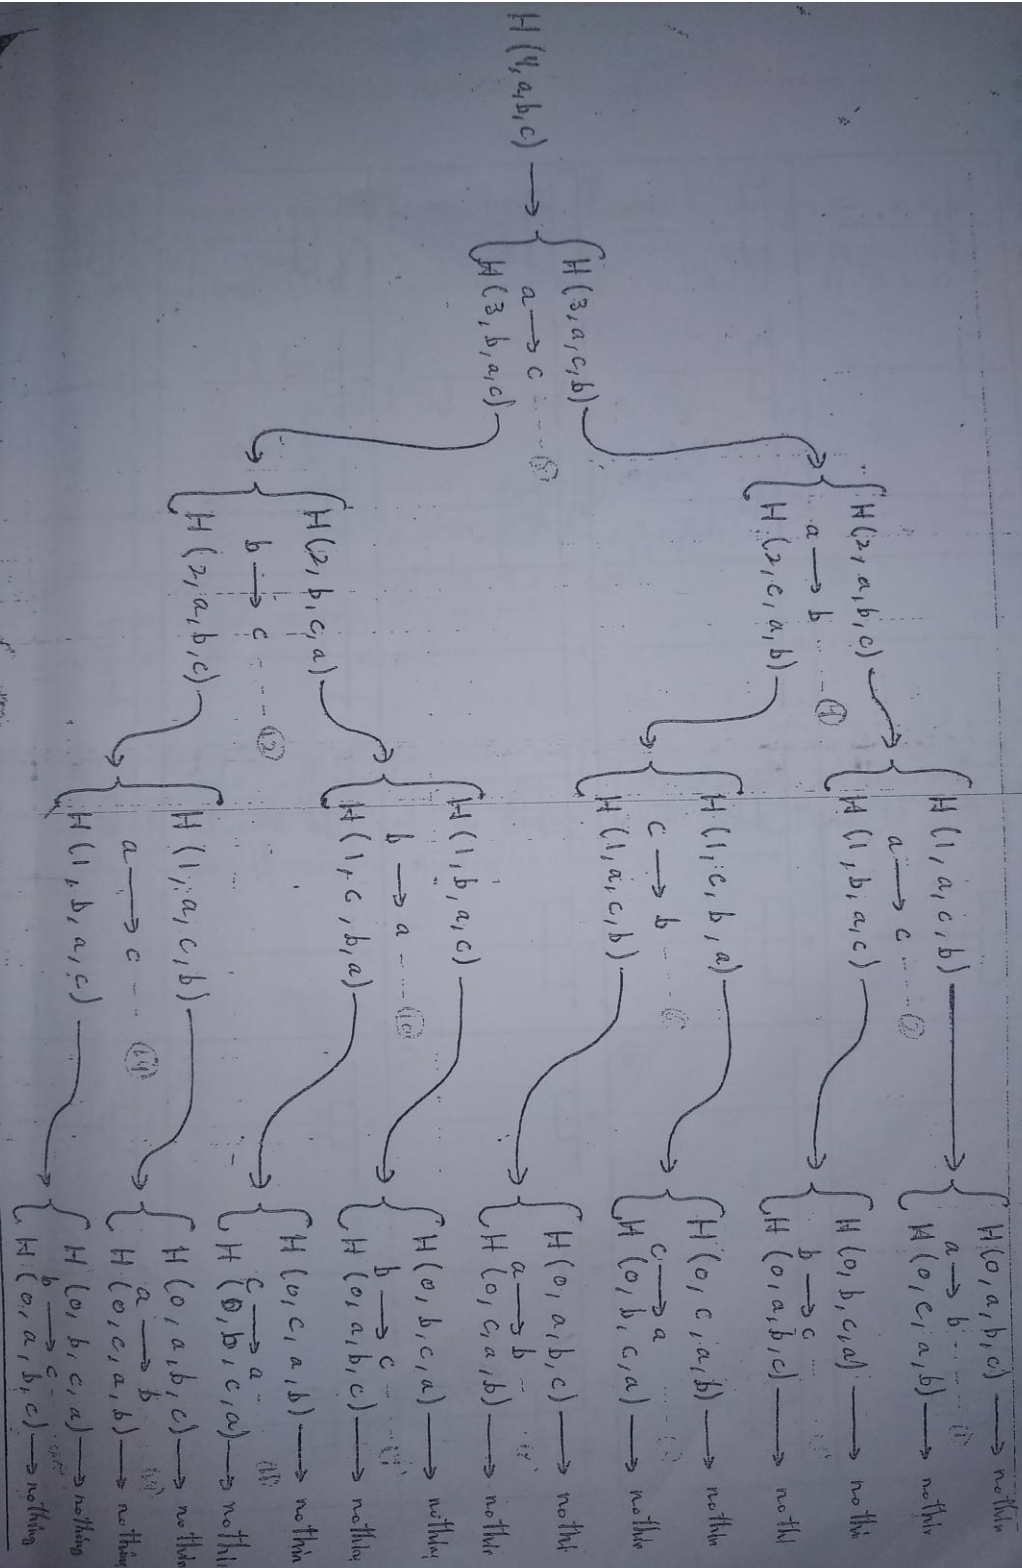 H(4,a,b,c) →
H(3,a,c,b)
a → c
H(3,b,a,c)
H(2,a,b,c)
a → b
H(2,c,a,b)
H(2,b,c,a)
b → c
H(2,a,b,c)
H(1,a,c,b)
a → c
H(1,b,a,c)
H(1,c,b,a)
c → b
H(1,a,c,b)
H(1,b,a,c)
b → a
H(1,c,b,a)
H(1,a,c,b)
a → c
H(1,b,a,c)
H(0,a,b,c) → nothin
a → b
H(0,c,a,b) → nothin
H(0,b,c,a) → nothin
b → c
H(0,a,b,c) → nothi
H(0,c,a,b) → nothin
c → a
H(0,b,c,a) → nothin
H(0,a,b,c) → nothi
a → b
H(0,c,a,b) → nothin
H(0,b,c,a) → nothing
b → c
H(0,a,b,c) → nothing
H(0,c,a,b) → nothin
c → a
H(0,b,c,a) → nothi
H(0,a,b,c) → nothin
a → b
H(0,c,a,b) → nothing
H(0,b,c,a) → nothing
b → c
H(0,a,b,c) → nothing